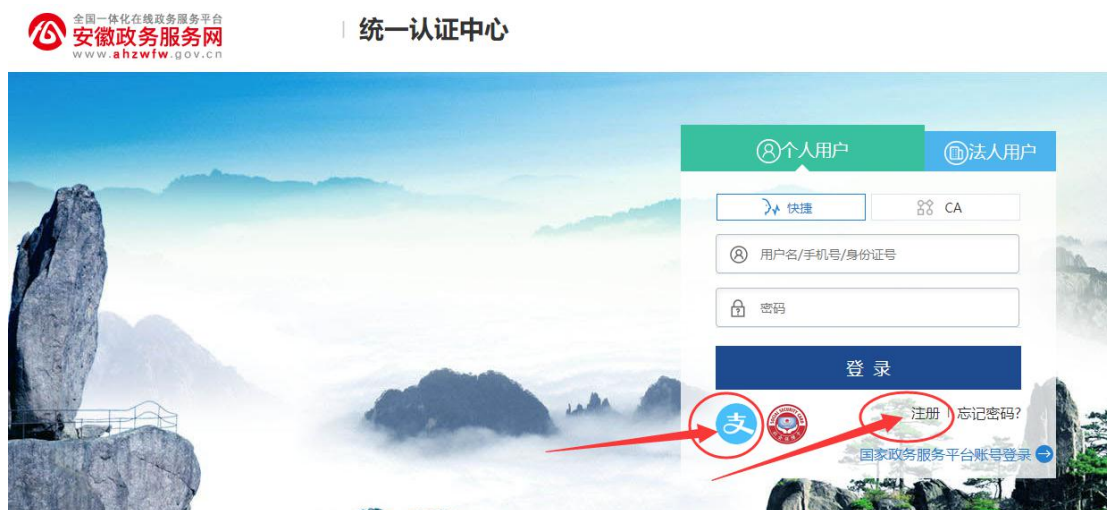 全国一体化在线政务服务平台
安徽政务服务网
www.ahzwfw.gov.cn
统一认证中心
个人用户
法人用户
快捷
CA
用户名/手机号/身份证号
密码
登 录
支
注册 | 忘记密码?
国家政务服务平台账号登录